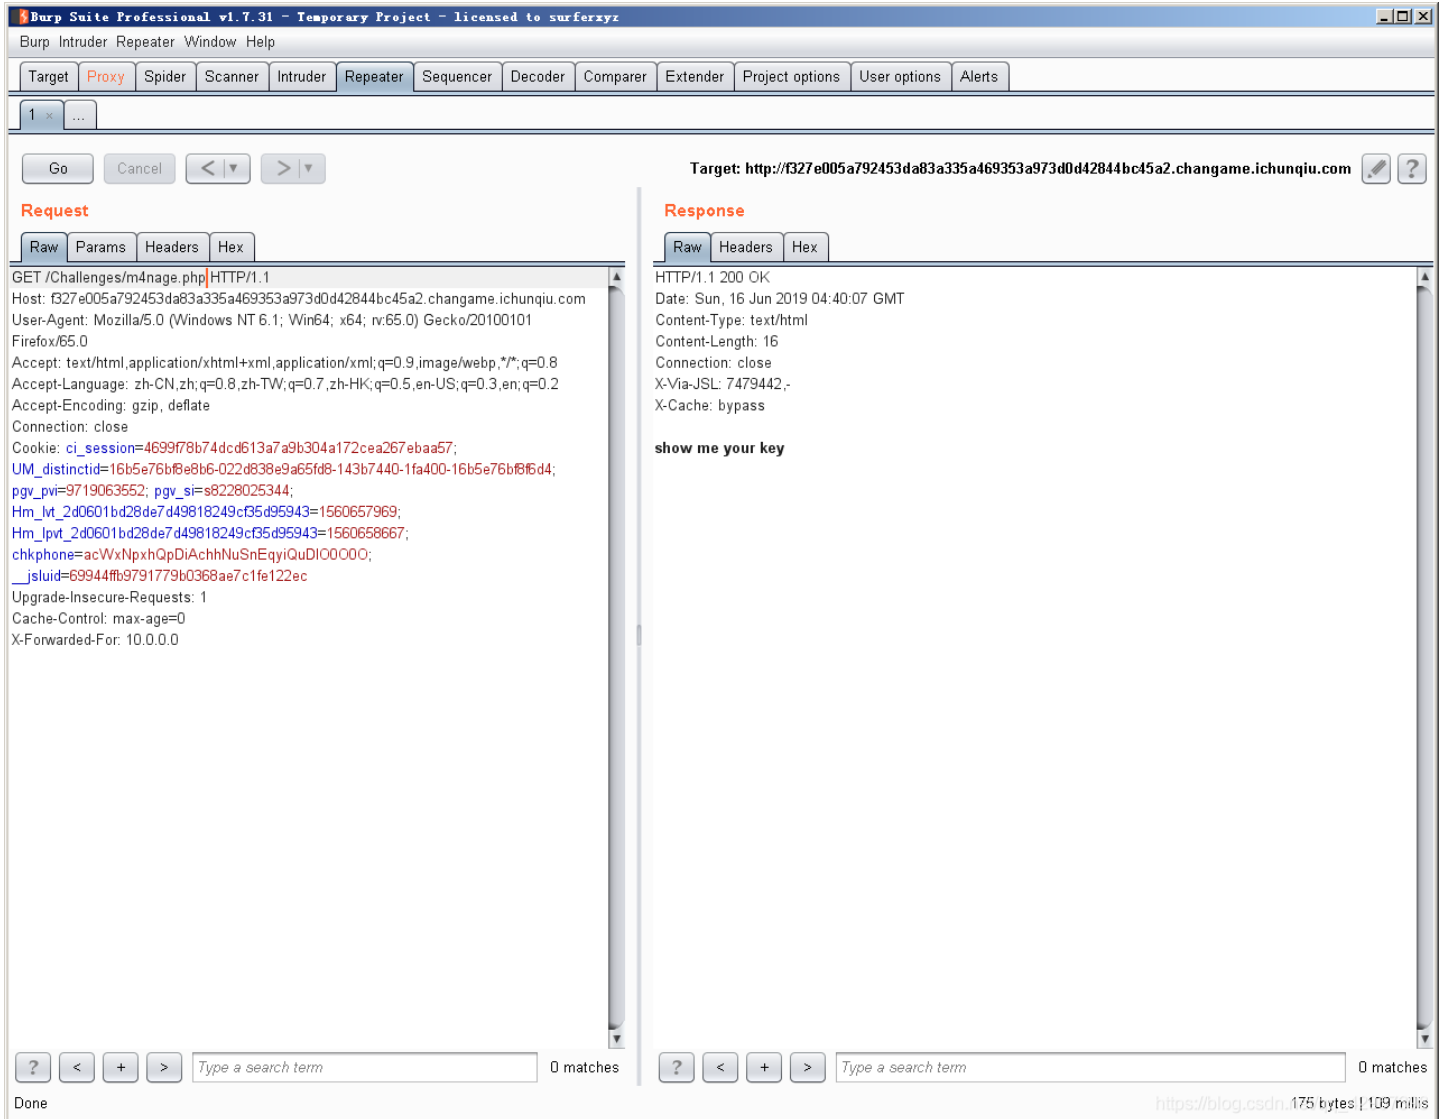 Burp Suite Professional v1.7.31 - Temporary Project - licensed to surferxyz
Burp Intruder Repeater Window Help
Target Proxy Spider Scanner Intruder Repeater Sequencer Decoder Comparer Extender Project options User options Alerts
1 × ...
Go Cancel < | ▼ > | ▼ Target: http://f327e005a792453da83a335a469353a973d0d42844bc45a2.changame.ichunqiu.com ?
Request
Raw Params Headers Hex
GET /Challenges/m4nage.php HTTP/1.1
Host: f327e005a792453da83a335a469353a973d0d42844bc45a2.changame.ichunqiu.com
User-Agent: Mozilla/5.0 (Windows NT 6.1; Win64; x64; rv:65.0) Gecko/20100101
Firefox/65.0
Accept: text/html,application/xhtml+xml,application/xml;q=0.9,image/webp,*/*;q=0.8
Accept-Language: zh-CN,zh;q=0.8,zh-TW;q=0.7,zh-HK;q=0.5,en-US;q=0.3,en;q=0.2
Accept-Encoding: gzip, deflate
Connection: close
Cookie: ci_session=4699f78b74dcd613a7a9b304a172cea267ebaa57;
UM_distinctid=16b5e76bf8e8b6-022d838e9a65fd8-143b7440-1fa400-16b5e76bf8f6d4;
pgv_pvi=9719063552; pgv_si=s8228025344;
Hm_lvt_2d0601bd28de7d49818249cf35d95943=1560657969;
Hm_lpvt_2d0601bd28de7d49818249cf35d95943=1560658667;
chkphone=acWxNpxhQpDiAchhNuSnEqyiQuDIO0O0O;
__jsluid=69944ffb9791779b0368ae7c1fe122ec
Upgrade-Insecure-Requests: 1
Cache-Control: max-age=0
X-Forwarded-For: 10.0.0.0
? < + > Type a search term 0 matches
Response
Raw Headers Hex
HTTP/1.1 200 OK
Date: Sun, 16 Jun 2019 04:40:07 GMT
Content-Type: text/html
Content-Length: 16
Connection: close
X-Via-JSL: 7479442,-
X-Cache: bypass
show me your key
? < + > Type a search term 0 matches
Done
175 bytes | 109 millis